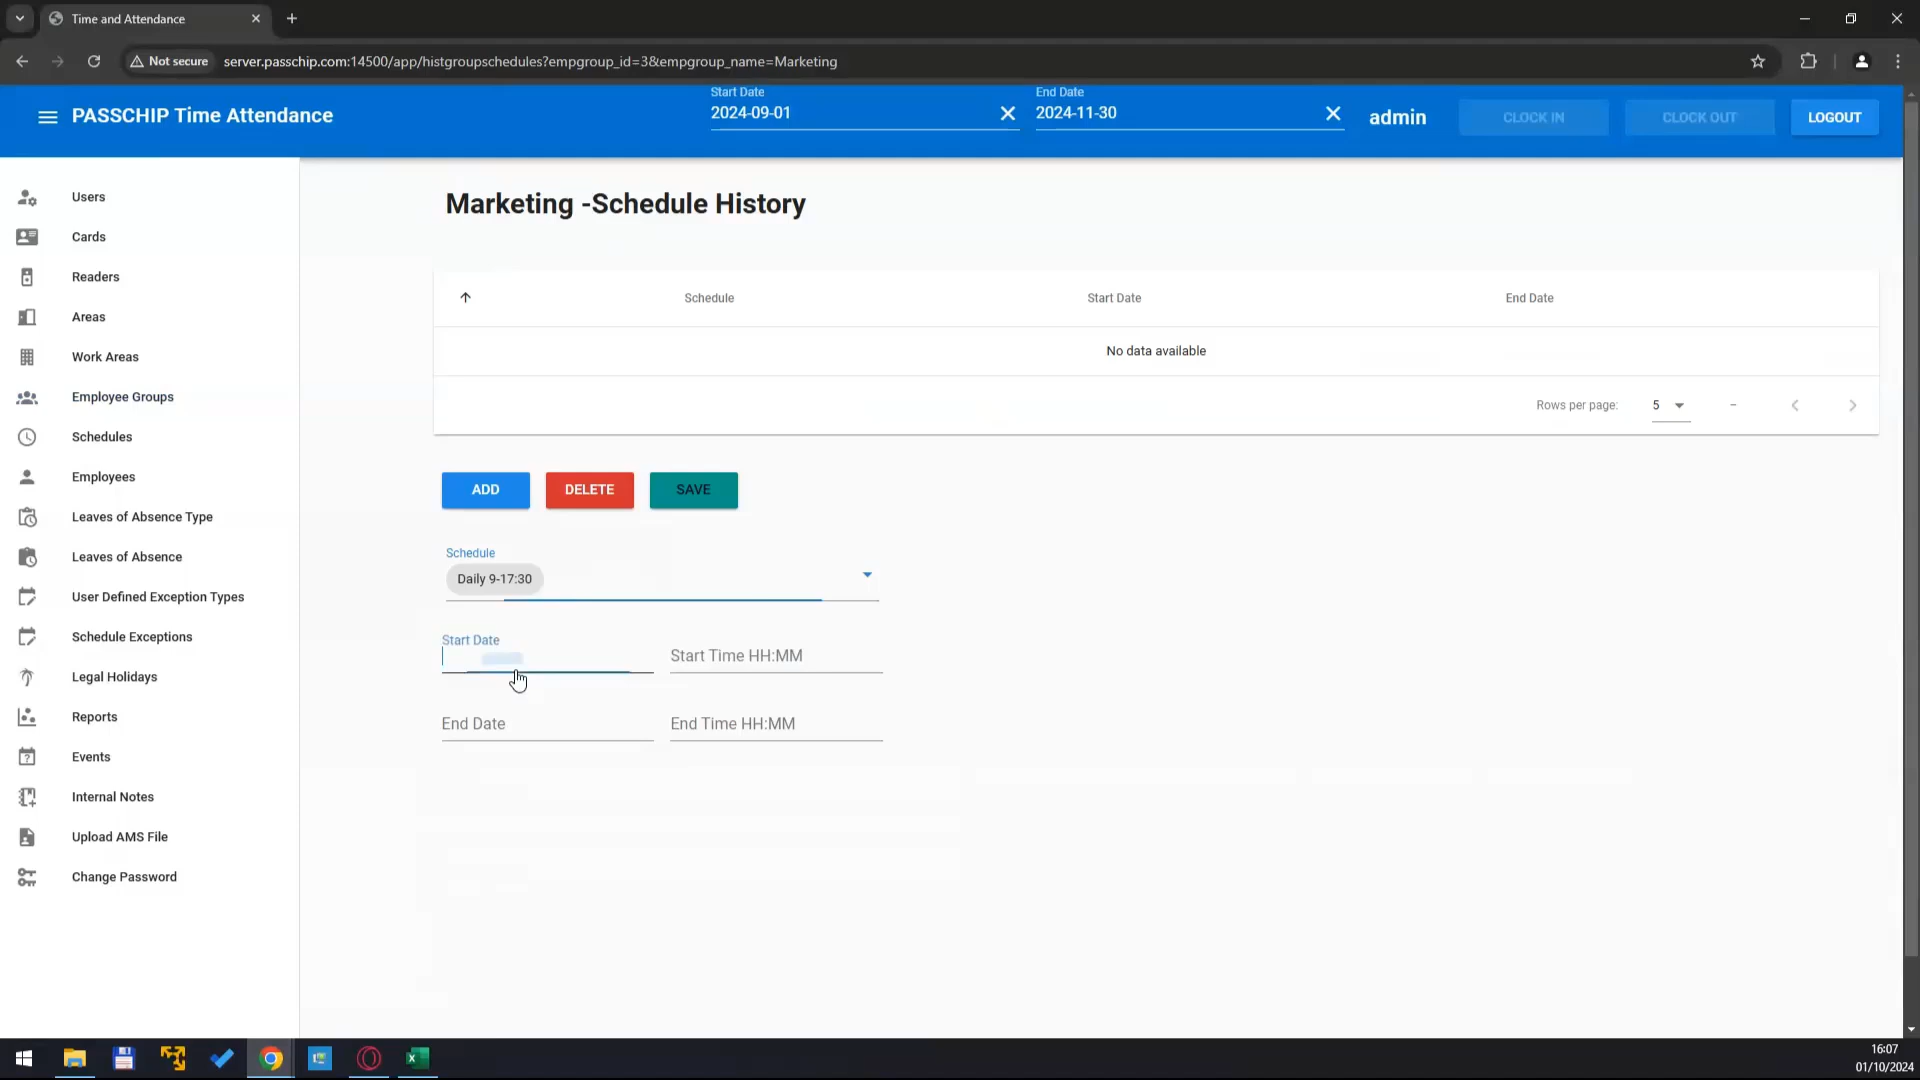 Time and Attendance
Not secure
server.passchip.com:14500/app/histgroupschedules?empgroup_id=3&empgroup_name=Marketing
PASSCHIP Time Attendance
Start Date
2024-09-01
End Date
2024-11-30
admin
CLOCK IN
CLOCK OUT
LOGOUT
Users
Cards
Readers
Areas
Work Areas
Employee Groups
Schedules
Employees
Leaves of Absence Type
Leaves of Absence
User Defined Exception Types
Schedule Exceptions
Legal Holidays
Reports
Events
Internal Notes
Upload AMS File
Change Password
Marketing -Schedule History
Schedule Start Date End Date
No data available
Rows per page: 5 –
ADD DELETE SAVE
Schedule
Daily 9-17:30
Start Date
Start Time HH:MM
End Date End Time HH:MM
16:07
01/10/2024